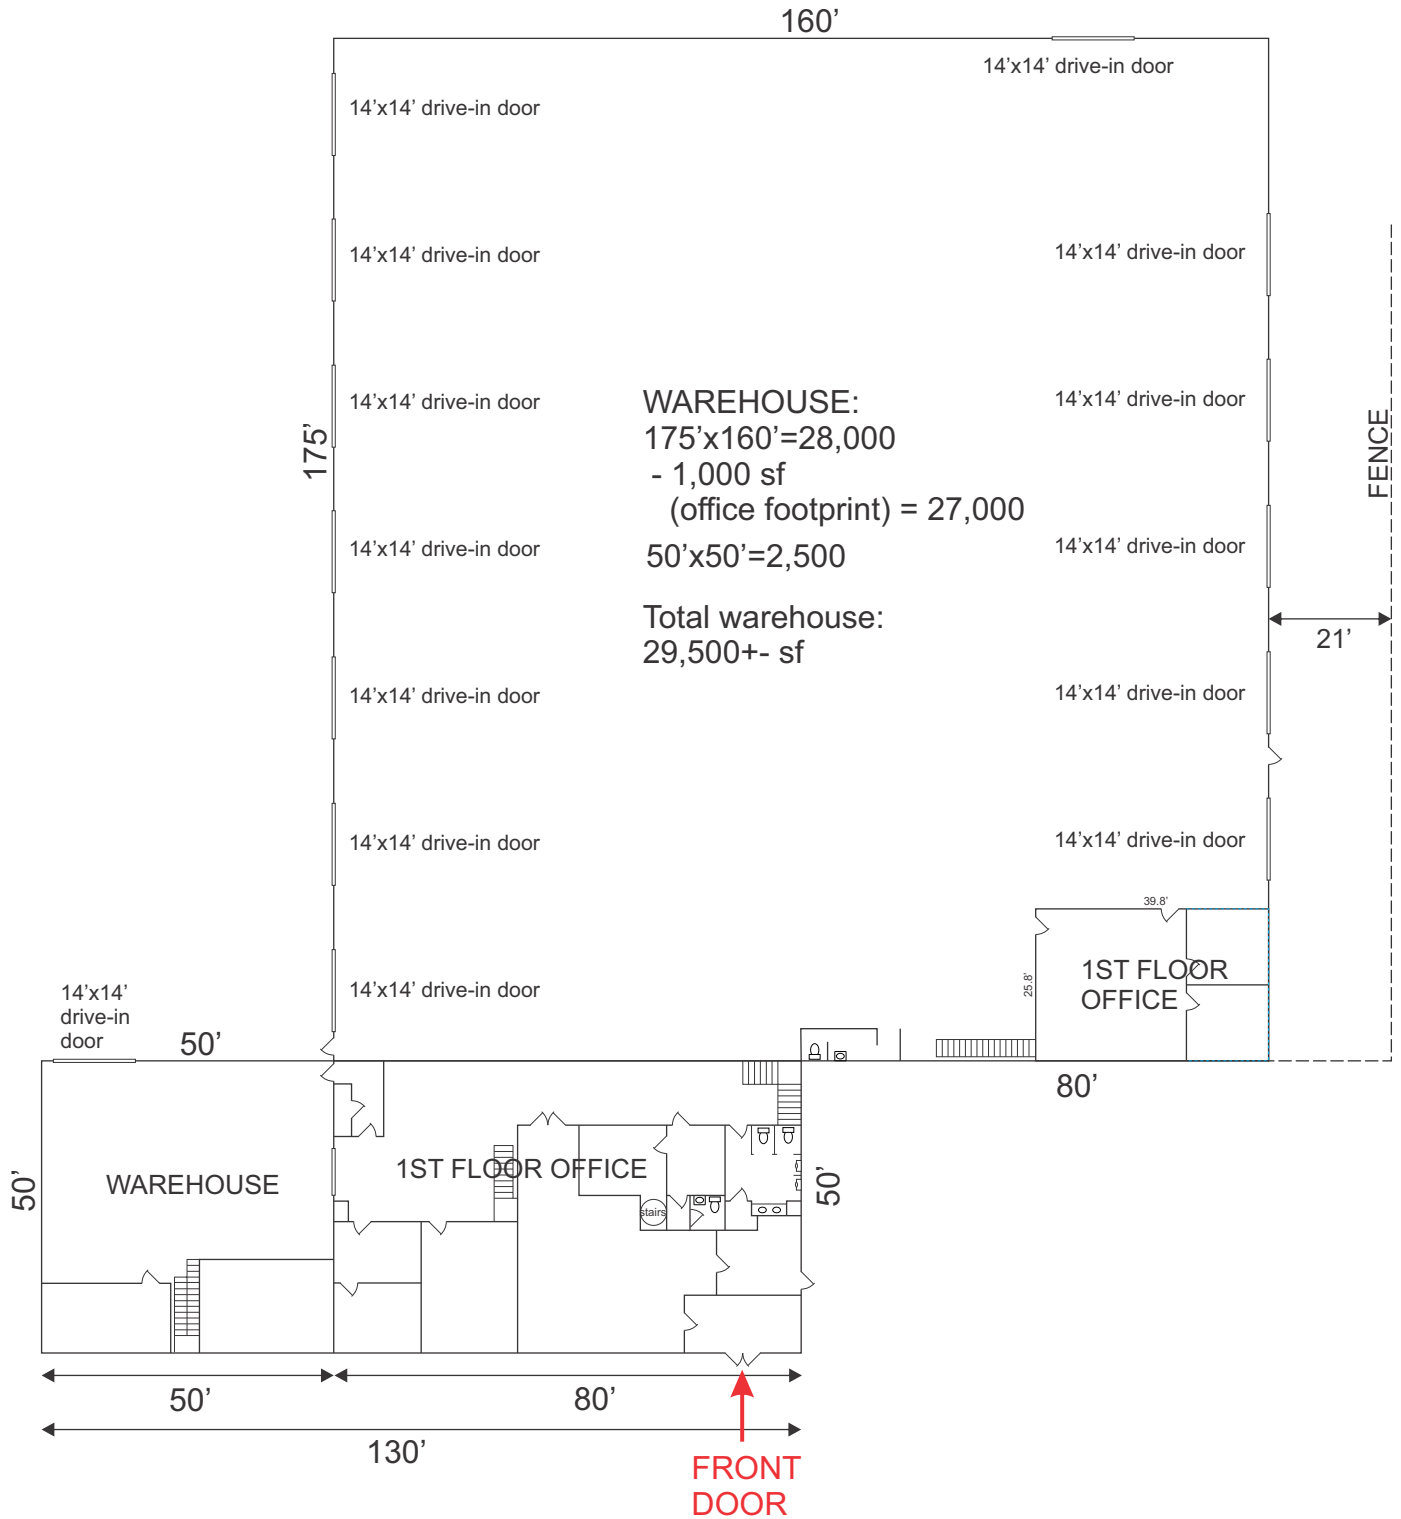 160’
14’x14’ drive-in door
14’x14’ drive-in door
14’x14’ drive-in door
14’x14’ drive-in door
14’x14’ drive-in door
14’x14’ drive-in door
175’
WAREHOUSE:
175’x160’=28,000
- 1,000 sf
(office footprint) = 27,000
50’x50’=2,500
Total warehouse:
29,500+- sf
FENCE
14’x14’ drive-in door
14’x14’ drive-in door
21’
14’x14’ drive-in door
14’x14’ drive-in door
14’x14’ drive-in door
14’x14’ drive-in door
39.8’
25.8’
1ST FLOOR
OFFICE
14’x14’ drive-in door
14’x14’
drive-in
door
50’
80’
50’
WAREHOUSE
1ST FLOOR OFFICE
stairs
50’
50’
80’
130’
FRONT
DOOR